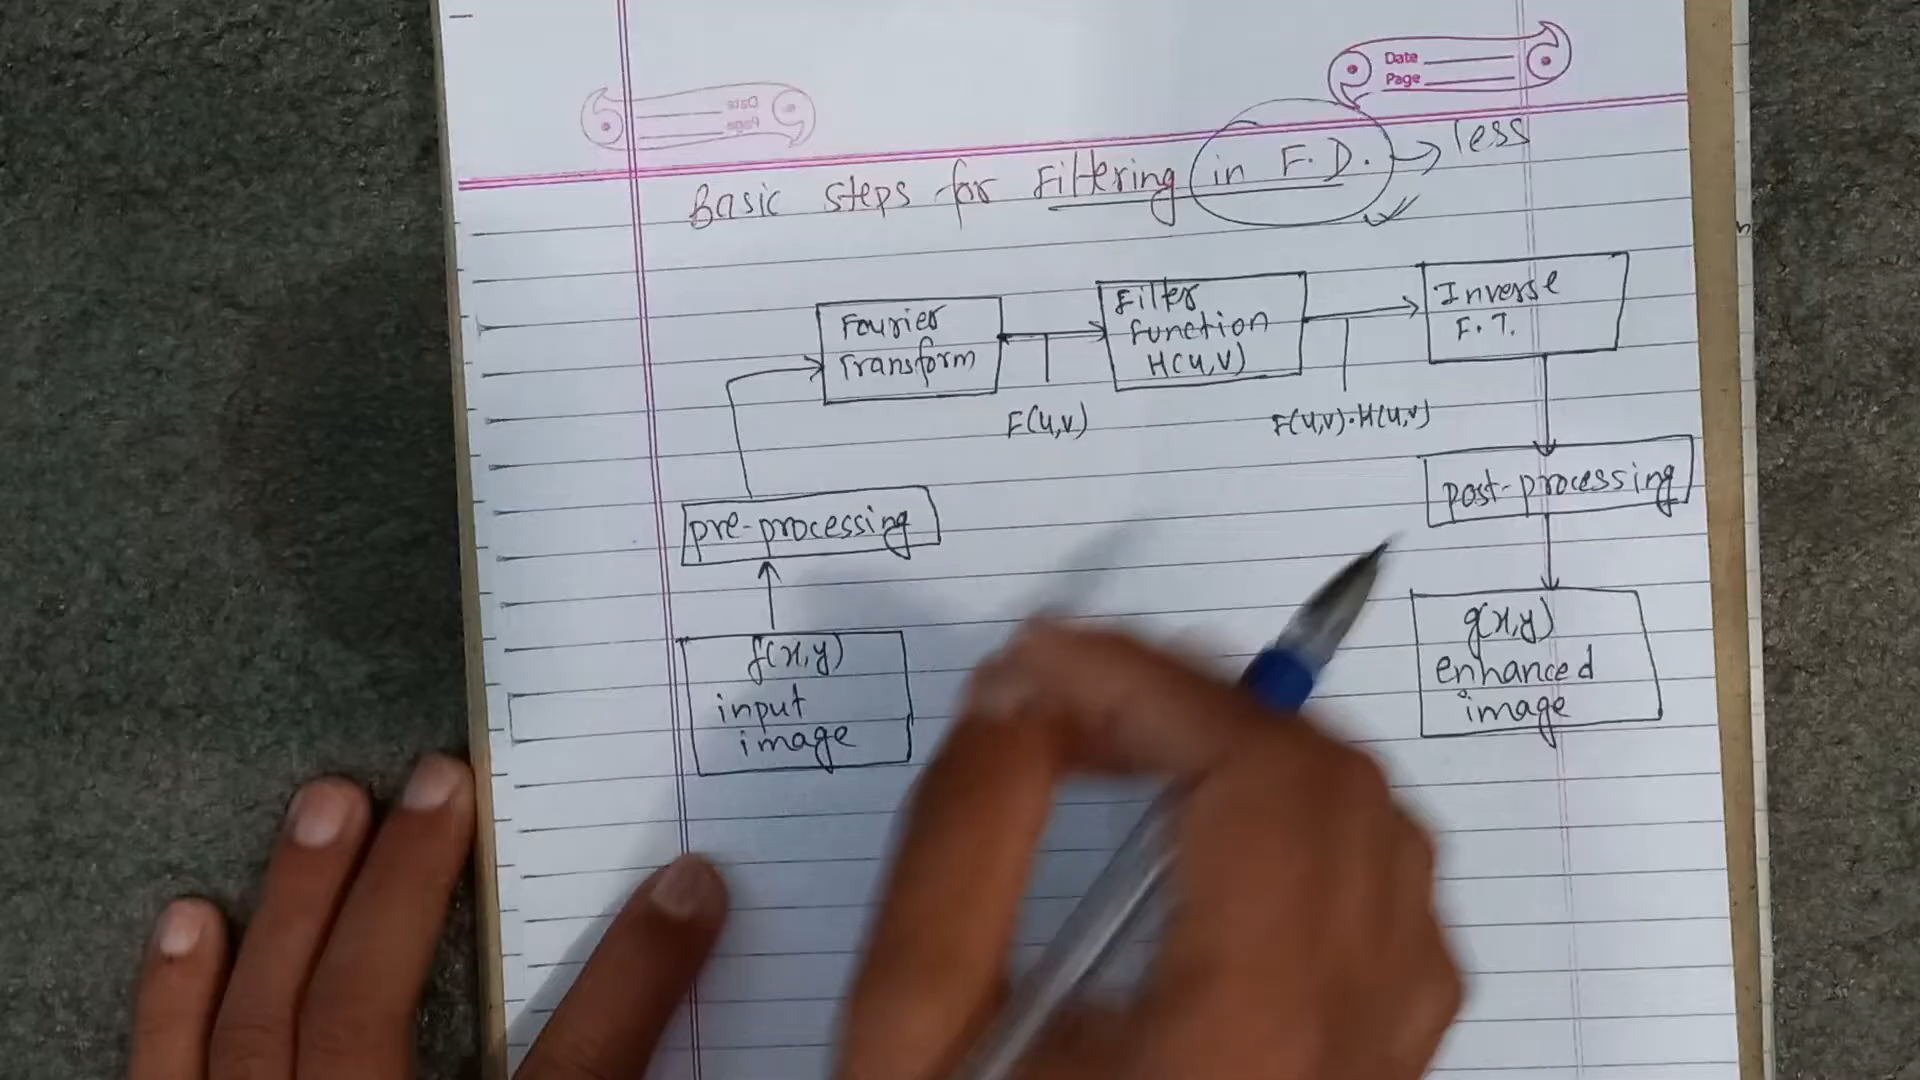 Date
Page
Basic steps for Filtering in F.D. → less
Fourier
Transform
Filter
function
H(u,v)
Inverse
F.T.
F(u,v)
F(u,v).H(u,v)
pre-processing
post-processing
f(x,y)
input
image
g(x,y)
enhanced
image